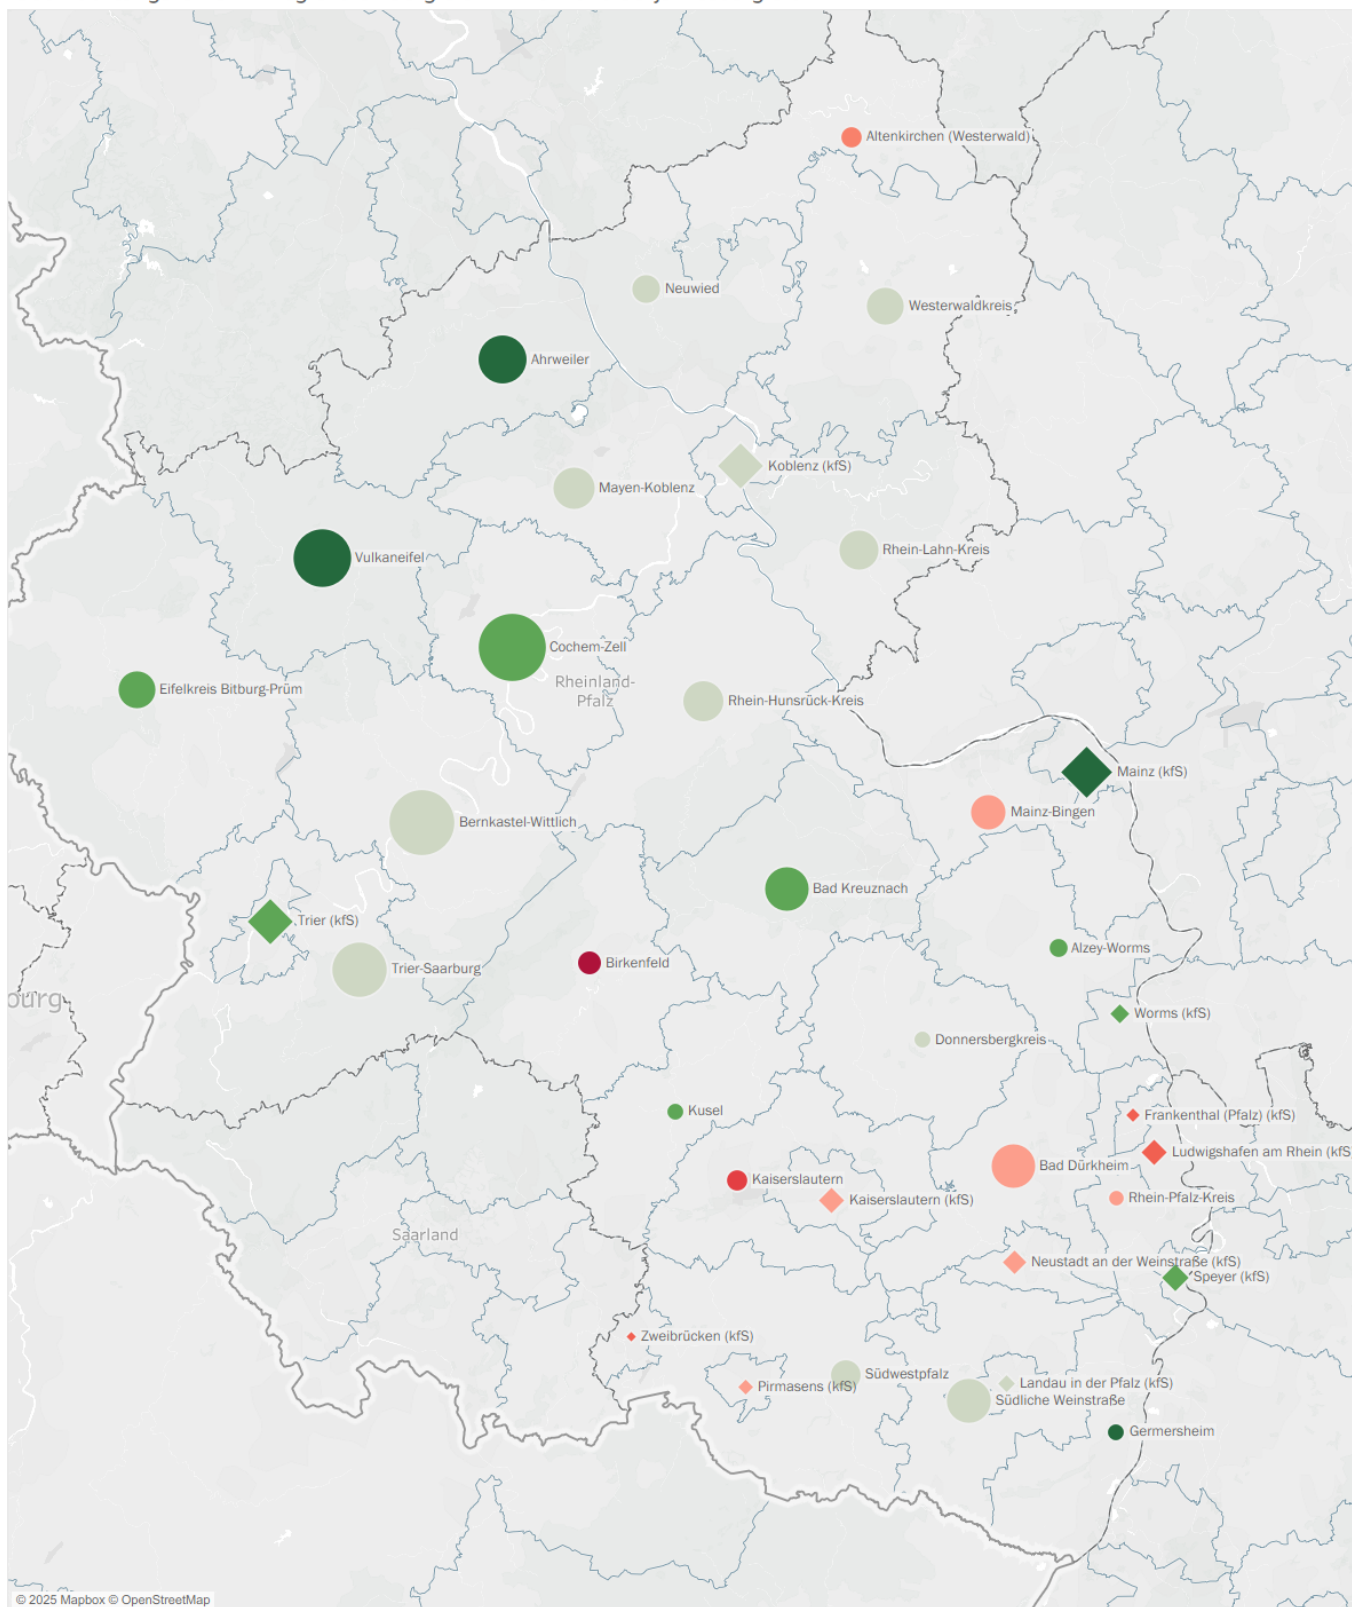 Altenkirchen (Westerwald)
Neuwied
Westerwaldkreis
Ahrweiler
Koblenz (kfS)
Mayen-Koblenz
Rhein-Lahn-Kreis
Vulkaneifel
Cochem-Zell
Rheinland-
Pfalz
Eifelkreis Bitburg-Prüm
Rhein-Hunsrück-Kreis
Mainz (kfS)
Mainz-Bingen
Bernkastel-Wittlich
Bad Kreuznach
Trier (kfS)
Alzey-Worms
Birkenfeld
Trier-Saarburg
burg
Worms (kfS)
Donnersbergkreis
Kusel
Frankenthal (Pfalz) (kfS)
Ludwigshafen am Rhein (kfS
Bad Dürkheim
Kaiserslautern
Kaiserslautern (kfS)
Rhein-Pfalz-Kreis
Saarland
Neustadt an der Weinstraße (kfS)
Speyer (kfS)
Zweibrücken (kfS)
Südwestpfalz
Landau in der Pfalz (kfS)
Pirmasens (kfS)
Südliche Weinstraße
Germersheim
© 2025 Mapbox © OpenStreetMap